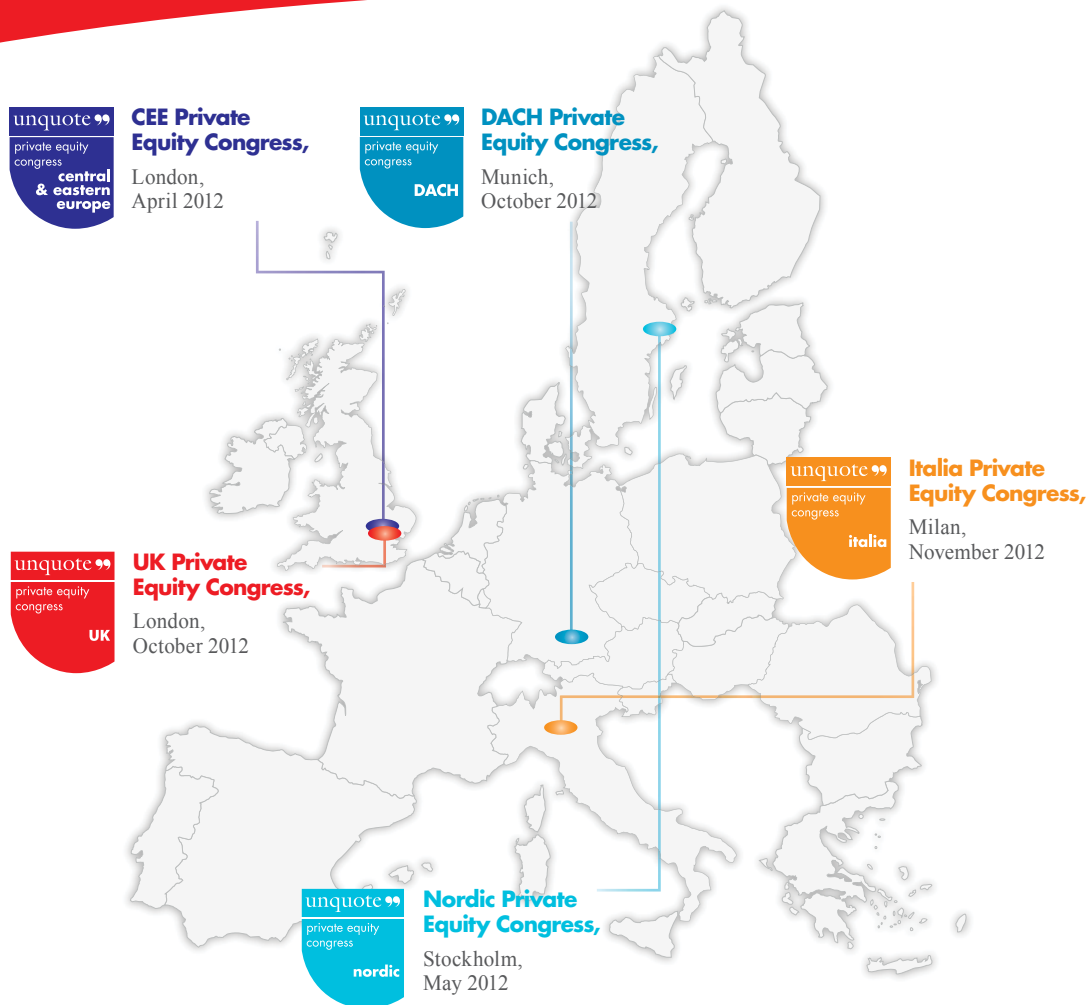 unquote”
private equity
congress
central
& eastern
europe
CEE Private
Equity Congress,
London,
April 2012
unquote”
private equity
congress
DACH
DACH Private
Equity Congress,
Munich,
October 2012
unquote”
private equity
congress
italia
Italia Private
Equity Congress,
Milan,
November 2012
unquote”
private equity
congress
UK
UK Private
Equity Congress,
London,
October 2012
unquote”
private equity
congress
nordic
Nordic Private
Equity Congress,
Stockholm,
May 2012